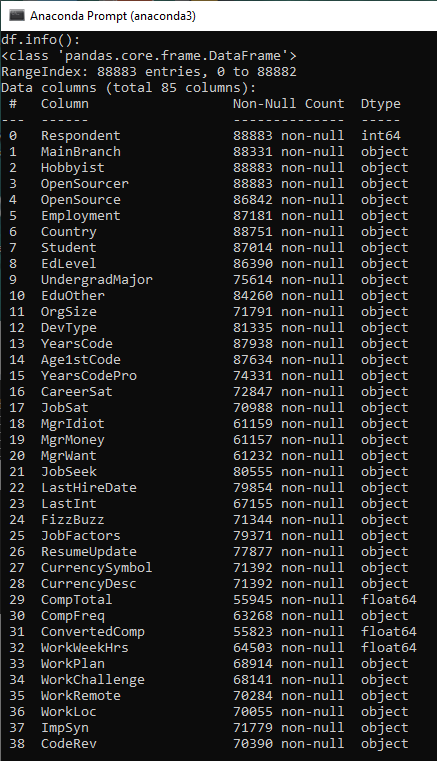 Anaconda Prompt (anaconda3)
df.info():
<class 'pandas.core.frame.DataFrame'>
RangeIndex: 88883 entries, 0 to 88882
Data columns (total 85 columns):
#   Column   Non-Null Count   Dtype
---   ------   --------------   -----
0   Respondent   88883 non-null   int64
1   MainBranch   88331 non-null   object
2   Hobbyist   88883 non-null   object
3   OpenSourcer   88883 non-null   object
4   OpenSource   86842 non-null   object
5   Employment   87181 non-null   object
6   Country   88751 non-null   object
7   Student   87014 non-null   object
8   EdLevel   86390 non-null   object
9   UndergradMajor   75614 non-null   object
10   EduOther   84260 non-null   object
11   OrgSize   71791 non-null   object
12   DevType   81335 non-null   object
13   YearsCode   87938 non-null   object
14   Age1stCode   87634 non-null   object
15   YearsCodePro   74331 non-null   object
16   CareerSat   72847 non-null   object
17   JobSat   70988 non-null   object
18   MgrIdiot   61159 non-null   object
19   MgrMoney   61157 non-null   object
20   MgrWant   61232 non-null   object
21   JobSeek   80555 non-null   object
22   LastHireDate   79854 non-null   object
23   LastInt   67155 non-null   object
24   FizzBuzz   71344 non-null   object
25   JobFactors   79371 non-null   object
26   ResumeUpdate   77877 non-null   object
27   CurrencySymbol   71392 non-null   object
28   CurrencyDesc   71392 non-null   object
29   CompTotal   55945 non-null   float64
30   CompFreq   63268 non-null   object
31   ConvertedComp   55823 non-null   float64
32   WorkWeekHrs   64503 non-null   float64
33   WorkPlan   68914 non-null   object
34   WorkChallenge   68141 non-null   object
35   WorkRemote   70284 non-null   object
36   WorkLoc   70055 non-null   object
37   ImpSyn   71779 non-null   object
38   CodeRev   70390 non-null   object